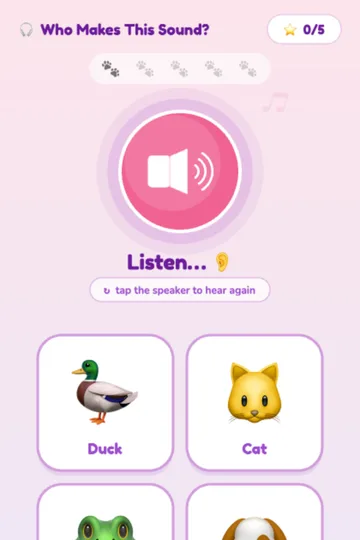 Who Makes This Sound?
0/5
Listen...
↻ tap the speaker to hear again
Duck
Cat